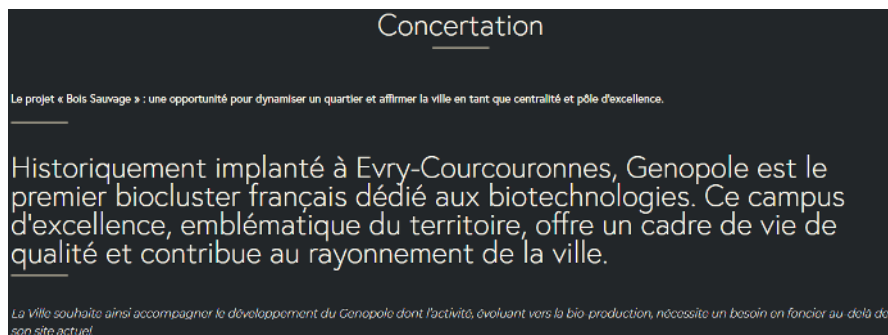 Concertation
Le projet « Bois Sauvage » : une opportunité pour dynamiser un quartier et affirmer la ville en tant que centralité et pôle d'excellence.
Historiquement implanté à Evry-Courcouronnes, Genopole est le
premier biocluster français dédié aux biotechnologies. Ce campus
d'excellence, emblématique du territoire, offre un cadre de vie de
qualité et contribue au rayonnement de la ville.
La Ville souhaite ainsi accompagner le développement du Genopole dont l'activité, évoluant vers la bio-production, nécessite un besoin en foncier au-delà de
son site actuel